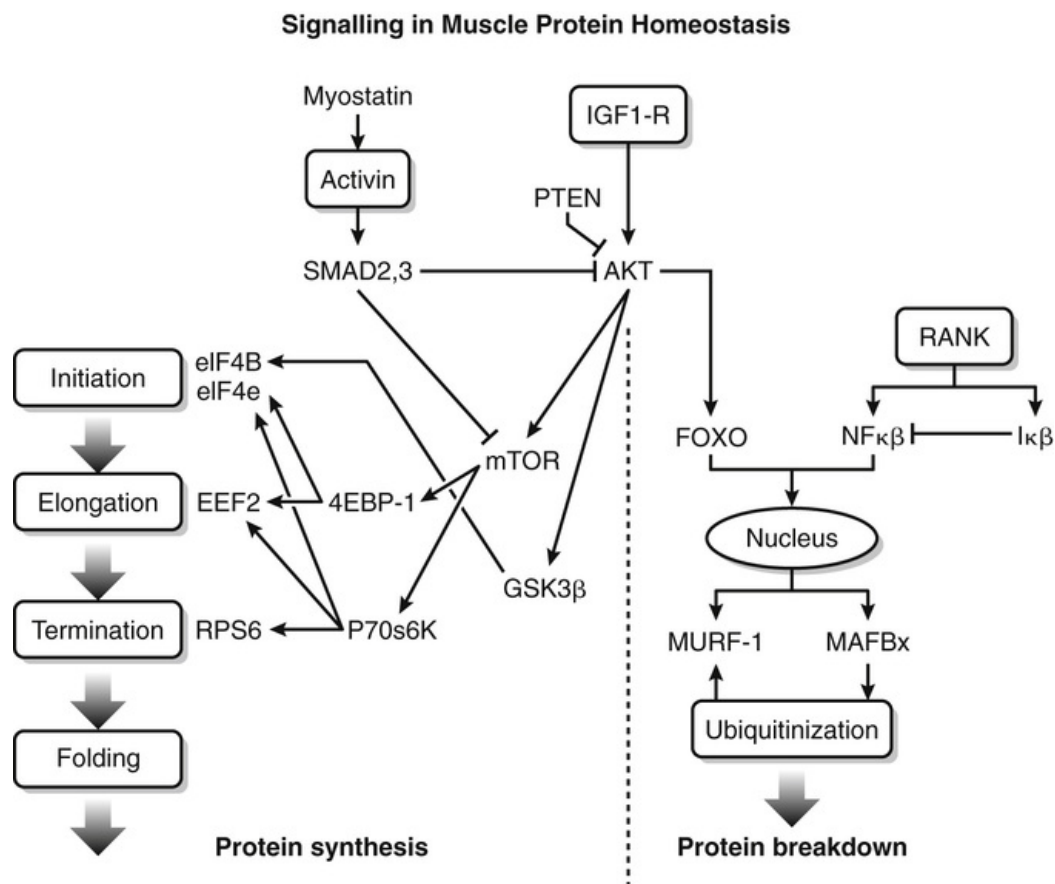 Signalling in Muscle Protein Homeostasis
Myostatin
IGF1-R
Activin
PTEN
SMAD2,3
AKT
RANK
Initiation
eIF4B
eIF4e
FOXO
NFκβ
Iκβ
mTOR
Elongation
EEF2
4EBP-1
Nucleus
GSK3β
Termination
RPS6
P70s6K
MURF-1
MAFBx
Folding
Ubiquitinization
Protein synthesis
Protein breakdown